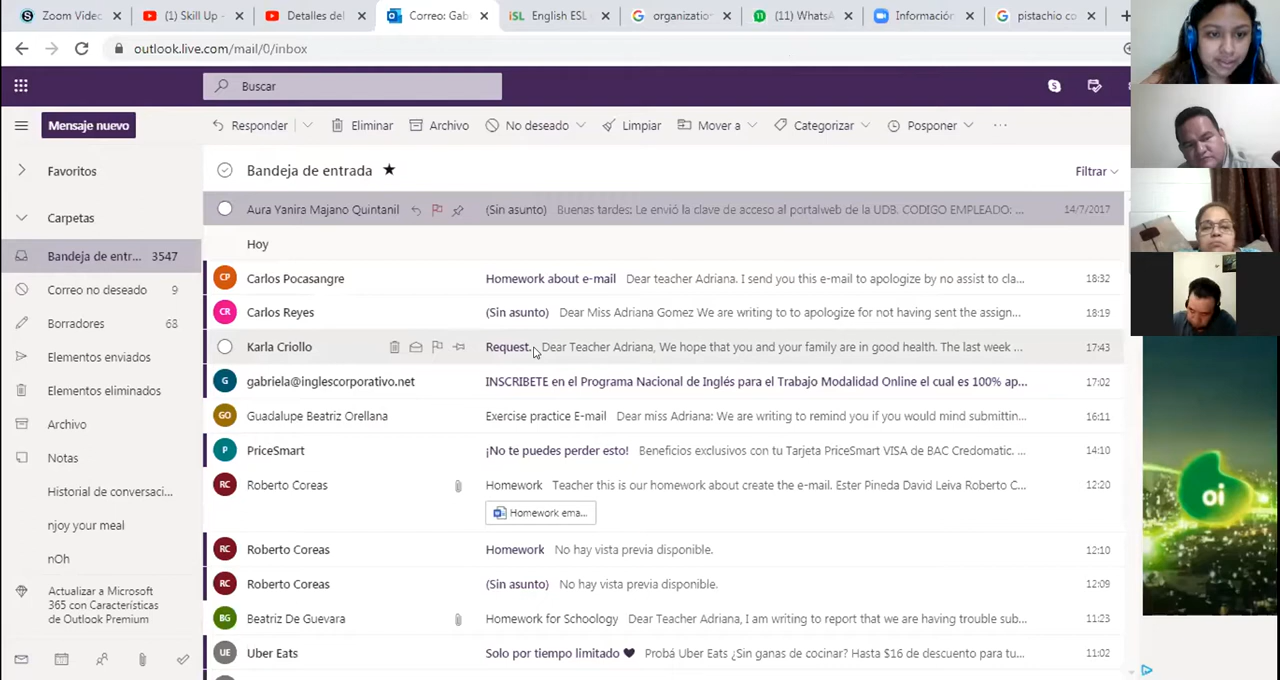 Zoom Vide
(1) Skill Up -
Detalles del
Correo: Gab
iSL English ESL
organization
(11) WhatsA
Información
pistachio co
outlook.live.com/mail/0/inbox
Buscar
Mensaje nuevo
Responder
Eliminar
Archivo
No deseado
Limpiar
Mover a
Categorizar
Posponer
Favoritos
Bandeja de entrada
Filtrar
Carpetas
Aura Yanira Majano Quintanil (Sin asunto) Buenas tardes: Le envió la clave de acceso al portalweb de la UDB. CODIGO EMPLEADO: ... 14/7/2017
Hoy
Bandeja de entr... 3547
CP Carlos Pocasangre Homework about e-mail Dear teacher Adriana. I send you this e-mail to apologize by no assist to cla... 18:32
Correo no deseado 9
CR Carlos Reyes (Sin asunto) Dear Miss Adriana Gomez We are writing to to apologize for not having sent the assign... 18:19
Borradores 68
Karla Criollo Request. Dear Teacher Adriana, We hope that you and your family are in good health. The last week ... 17:43
Elementos enviados
G gabriela@inglescorporativo.net INSCRIBETE en el Programa Nacional de Inglés para el Trabajo Modalidad Online el cual es 100% ap... 17:02
Elementos eliminados
GO Guadalupe Beatriz Orellana Exercise practice E-mail Dear miss Adriana: We are writing to remind you if you would mind submittin... 16:11
Archivo
P PriceSmart ¡No te puedes perder esto! Beneficios exclusivos con tu Tarjeta PriceSmart VISA de BAC Credomatic. ... 14:10
Notas
RC Roberto Coreas Homework Teacher this is our homework about create the e-mail. Ester Pineda David Leiva Roberto C... 12:20
Historial de conversaci...
Homework ema...
oi
njoy your meal
RC Roberto Coreas Homework No hay vista previa disponible. 12:10
nOh
RC Roberto Coreas (Sin asunto) No hay vista previa disponible. 12:09
Actualizar a Microsoft
365 con Características
de Outlook Premium
BG Beatriz De Guevara Homework for Schoology Dear Teacher Adriana, I am writing to report that we are having trouble sub... 11:23
UE Uber Eats Solo por tiempo limitado ♥ Probá Uber Eats ¿Sin ganas de cocinar? Hasta $16 de descuento para tu... 11:02